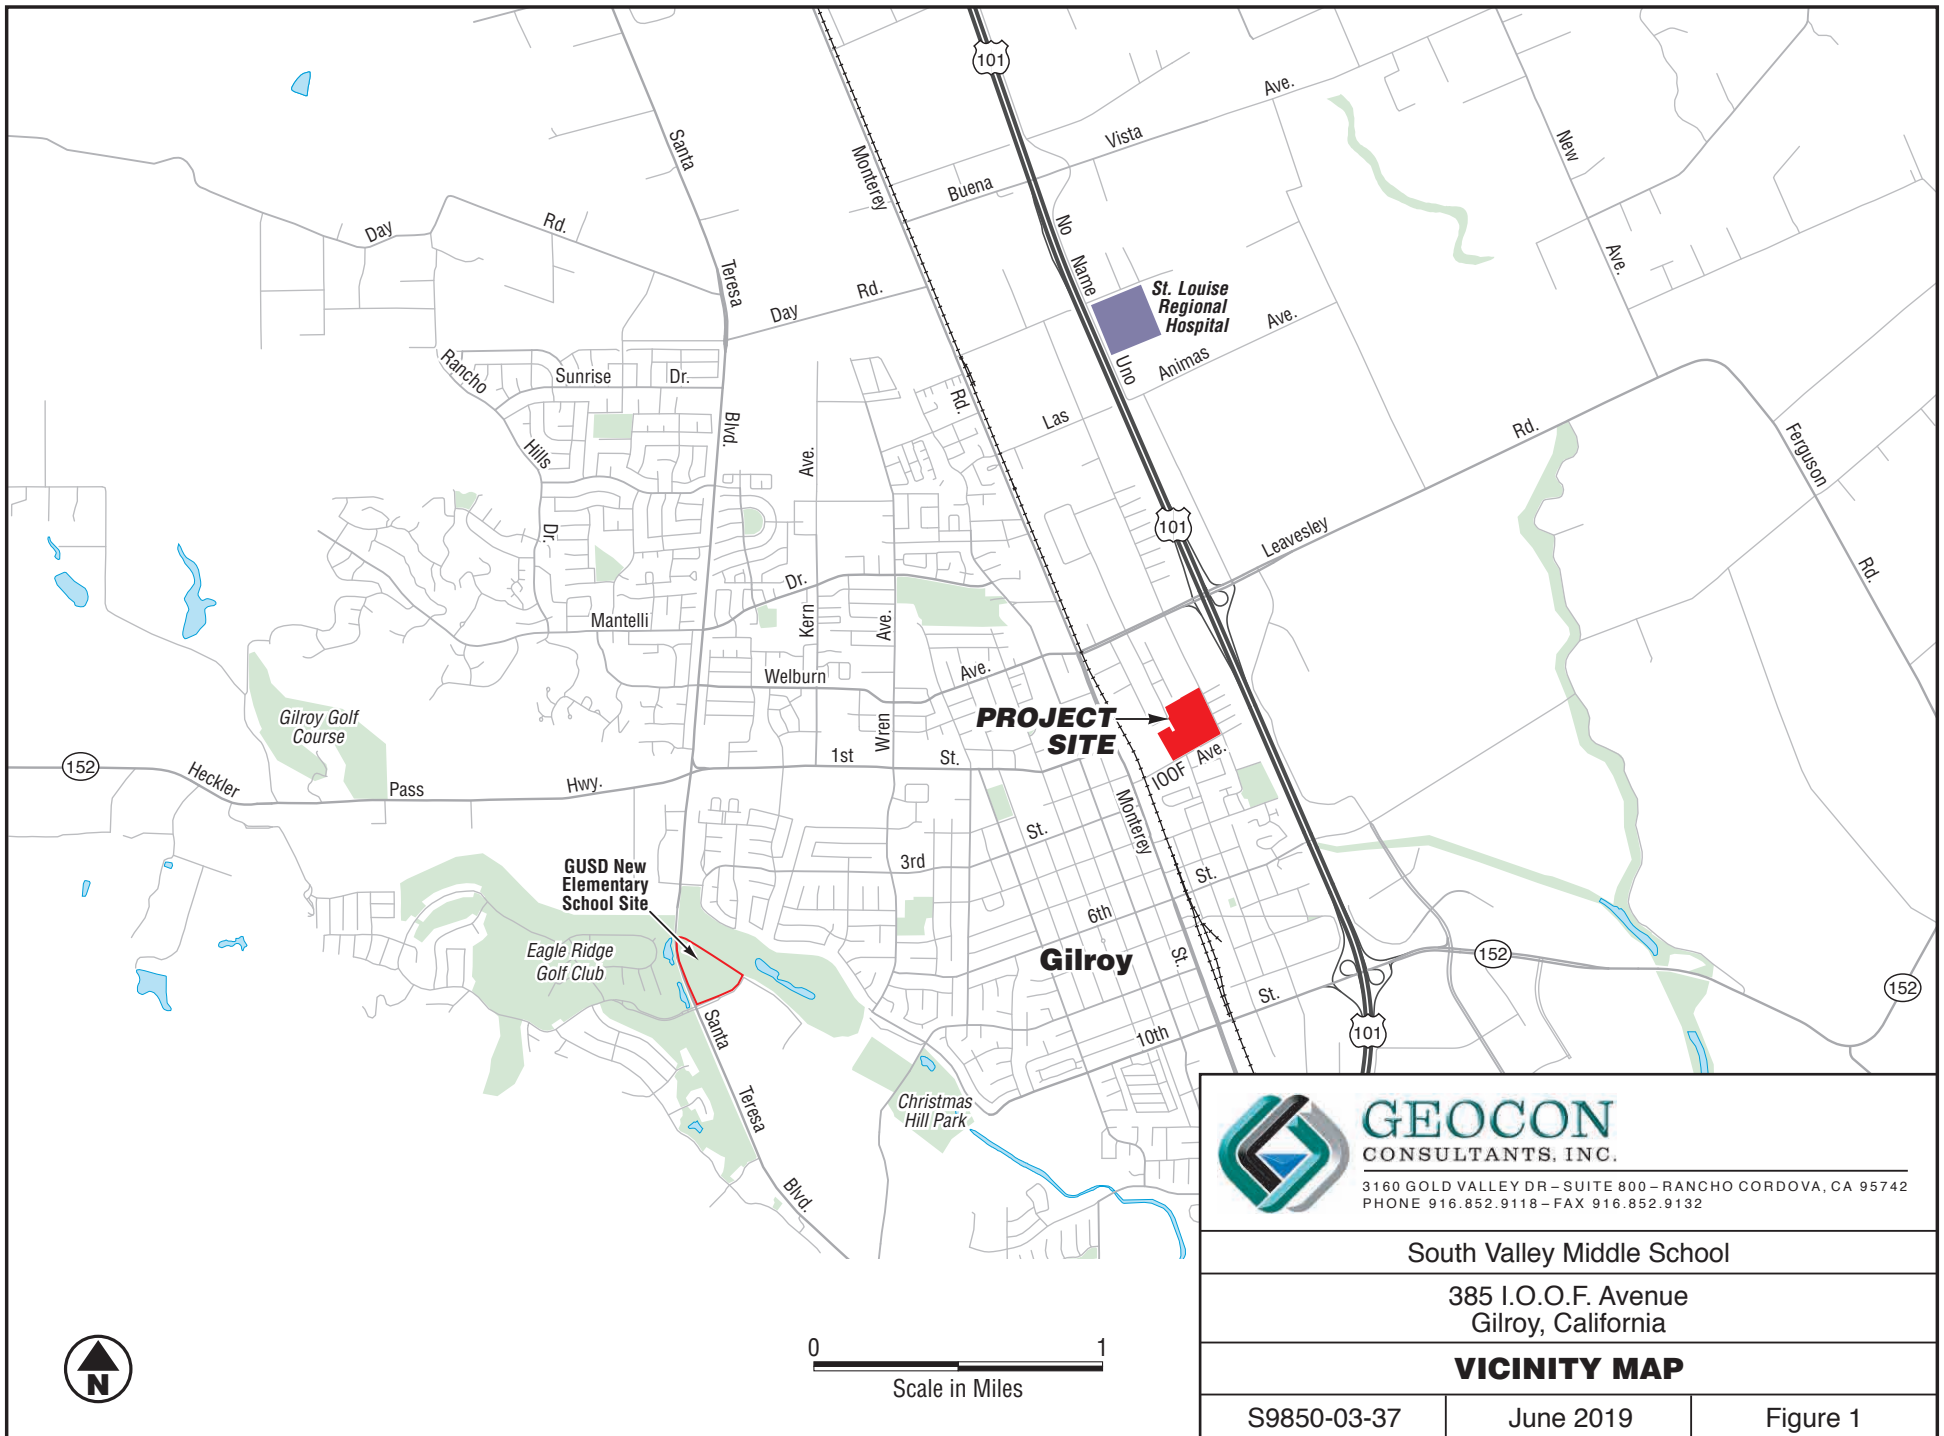 101
Ave.
Vista
New
Santa
Monterey
Buena
Day
Rd.
No
Name
Ave.
Teresa
St. Louise
Regional
Hospital
Day
Rd.
Ave.
Uno
Animas
Rancho
Sunrise
Dr.
Rd.
Blvd.
Las
Rd.
Hills
Ave.
Ferguson
101
Leavesley
Dr.
Rd.
Dr.
Mantelli
Kern
Ave.
Welburn
Ave.
Gilroy Golf
Course
PROJECT
SITE
Wren
1st
St.
IOOF
Ave.
152
Heckler
Pass
Hwy.
Monterey
St.
3rd
GUSD New
Elementary
School Site
St.
6th
Eagle Ridge
Golf Club
Gilroy
St.
152
152
St.
Santa
10th
101
Teresa
Christmas
Hill Park
Blvd.
GEOCON
CONSULTANTS, INC.
3160 GOLD VALLEY DR – SUITE 800 – RANCHO CORDOVA, CA 95742
PHONE 916.852.9118 – FAX 916.852.9132
South Valley Middle School
385 I.O.O.F. Avenue
Gilroy, California
VICINITY MAP
S9850-03-37
June 2019
Figure 1
N
0
1
Scale in Miles